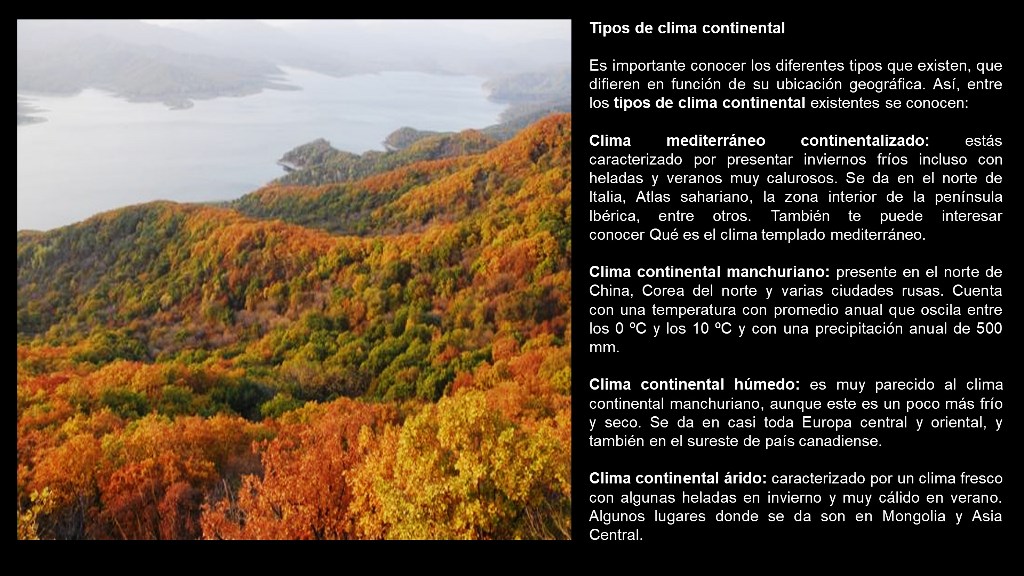 Tipos de clima continental
Es importante conocer los diferentes tipos que existen, que
difieren en función de su ubicación geográfica. Así, entre
los tipos de clima continental existentes se conocen:
Clima mediterráneo continentalizado: estás
caracterizado por presentar inviernos fríos incluso con
heladas y veranos muy calurosos. Se da en el norte de
Italia, Atlas sahariano, la zona interior de la península
Ibérica, entre otros. También te puede interesar
conocer Qué es el clima templado mediterráneo.
Clima continental manchuriano: presente en el norte de
China, Corea del norte y varias ciudades rusas. Cuenta
con una temperatura con promedio anual que oscila entre
los 0 ºC y los 10 ºC y con una precipitación anual de 500
mm.
Clima continental húmedo: es muy parecido al clima
continental manchuriano, aunque este es un poco más frío
y seco. Se da en casi toda Europa central y oriental, y
también en el sureste de país canadiense.
Clima continental árido: caracterizado por un clima fresco
con algunas heladas en invierno y muy cálido en verano.
Algunos lugares donde se da son en Mongolia y Asia
Central.